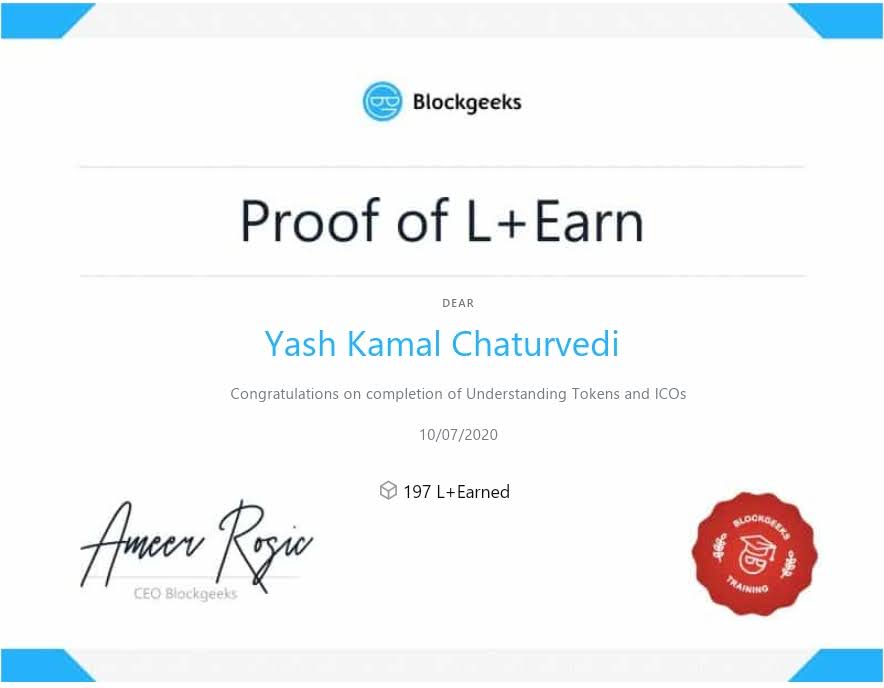 Blockgeeks
Proof of L+Earn
DEAR
Yash Kamal Chaturvedi
Congratulations on completion of Understanding Tokens and ICOs
10/07/2020
197 L+Earned
Ameer Rosic
CEO Blockgeeks
BLOCKGEEKS
TRAINING